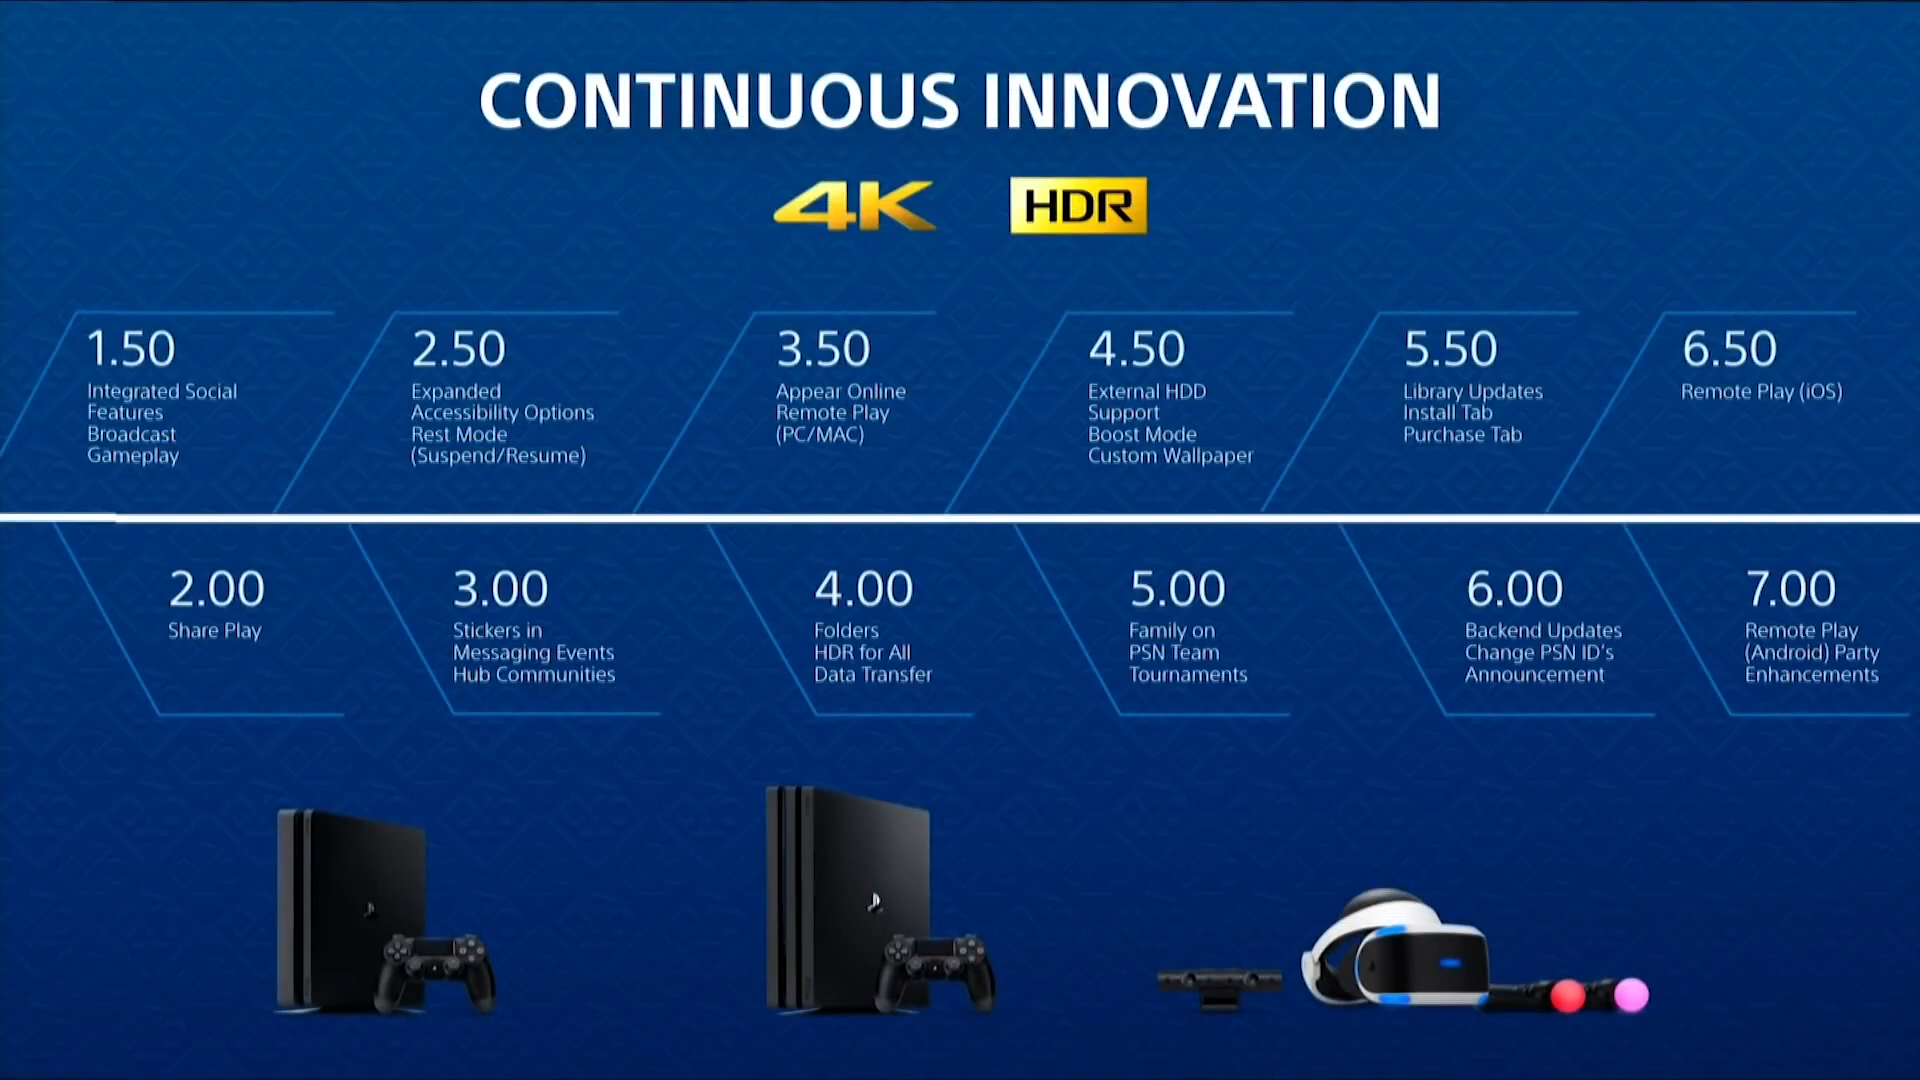 CONTINUOUS INNOVATION
4K
HDR
1.50
Integrated Social
Features
Broadcast
Gameplay
2.50
Expanded
Accessibility Options
Rest Mode
(Suspend/Resume)
3.50
Appear Online
Remote Play
(PC/MAC)
4.50
External HDD
Support
Boost Mode
Custom Wallpaper
5.50
Library Updates
Install Tab
Purchase Tab
6.50
Remote Play (iOS)
2.00
Share Play
3.00
Stickers in
Messaging Events
Hub Communities
4.00
Folders
HDR for All
Data Transfer
5.00
Family on
PSN Team
Tournaments
6.00
Backend Updates
Change PSN ID's
Announcement
7.00
Remote Play
(Android) Party
Enhancements